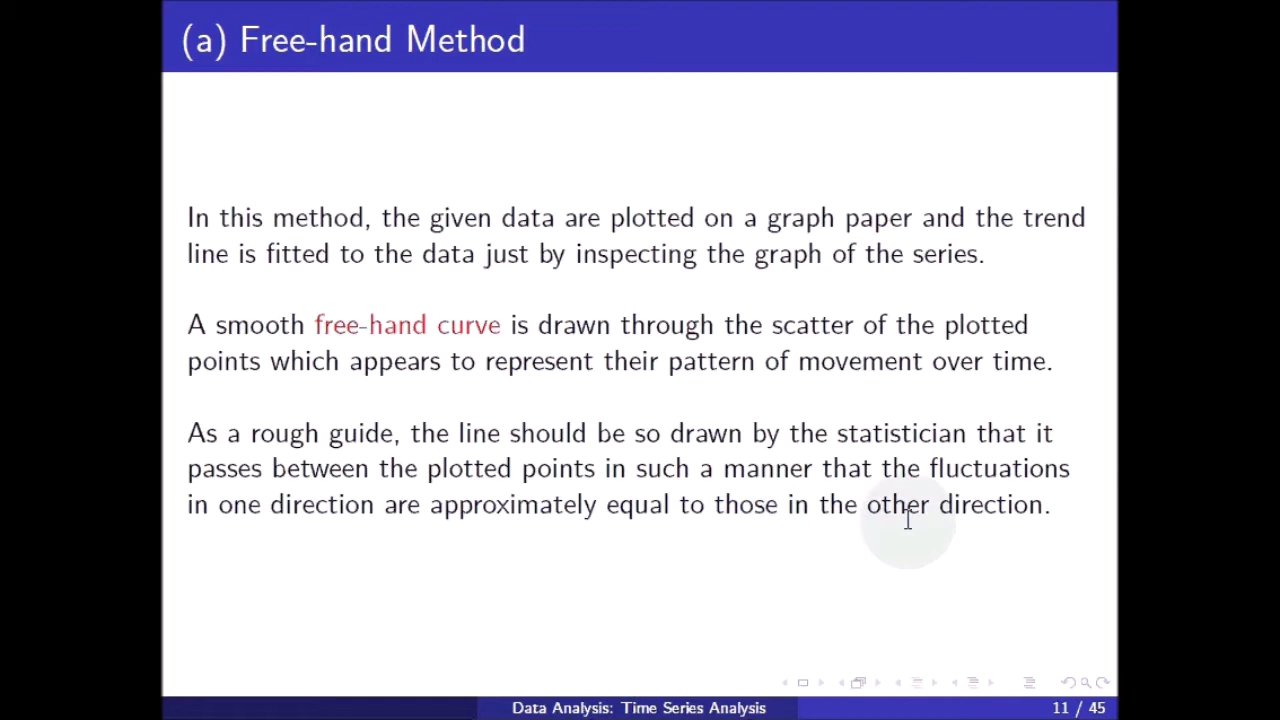 (a) Free-hand Method
In this method, the given data are plotted on a graph paper and the trend
line is fitted to the data just by inspecting the graph of the series.
A smooth free-hand curve is drawn through the scatter of the plotted
points which appears to represent their pattern of movement over time.
As a rough guide, the line should be so drawn by the statistician that it
passes between the plotted points in such a manner that the fluctuations
in one direction are approximately equal to those in the other direction.
Data Analysis: Time Series Analysis
11 / 45